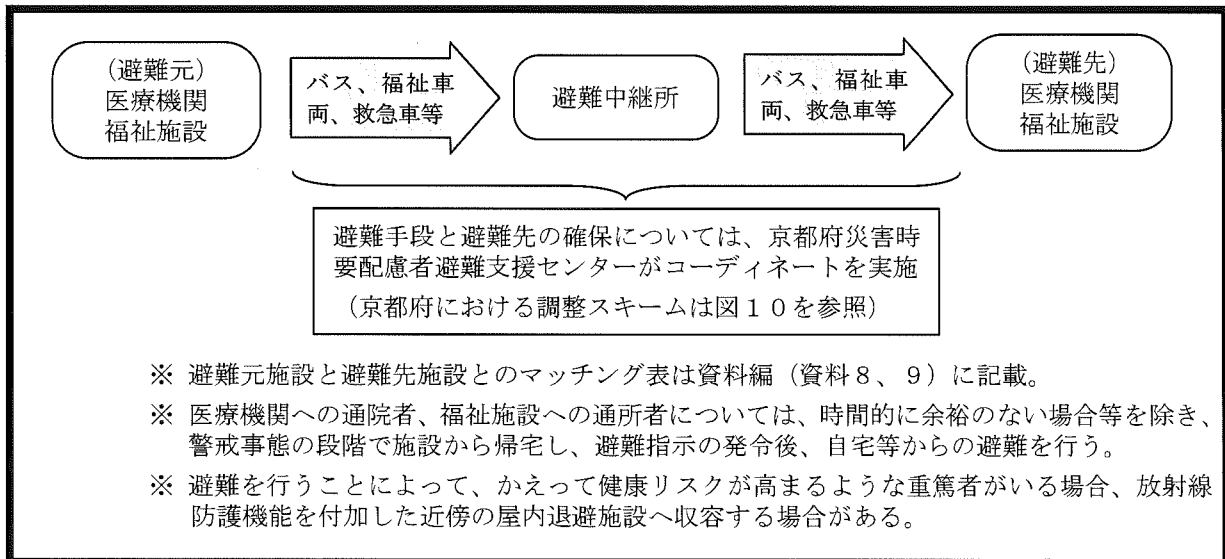 (避難元)
医療機関
福祉施設
バス、福祉車
両、救急車等
避難中継所
バス、福祉車
両、救急車等
(避難先)
医療機関
福祉施設
避難手段と避難先の確保については、京都府災害時
要配慮者避難支援センターがコーディネートを実施
(京都府における調整スキームは図10を参照)
※ 避難元施設と避難先施設とのマッチング表は資料編(資料8、9)に記載。
※ 医療機関への通院者、福祉施設への通所者については、時間的に余裕のない場合等を除き、
警戒事態の段階で施設から帰宅し、避難指示の発令後、自宅等からの避難を行う。
※ 避難を行うことによって、かえって健康リスクが高まるような重篤者がいる場合、放射線
防護機能を付加した近傍の屋内退避施設へ収容する場合がある。